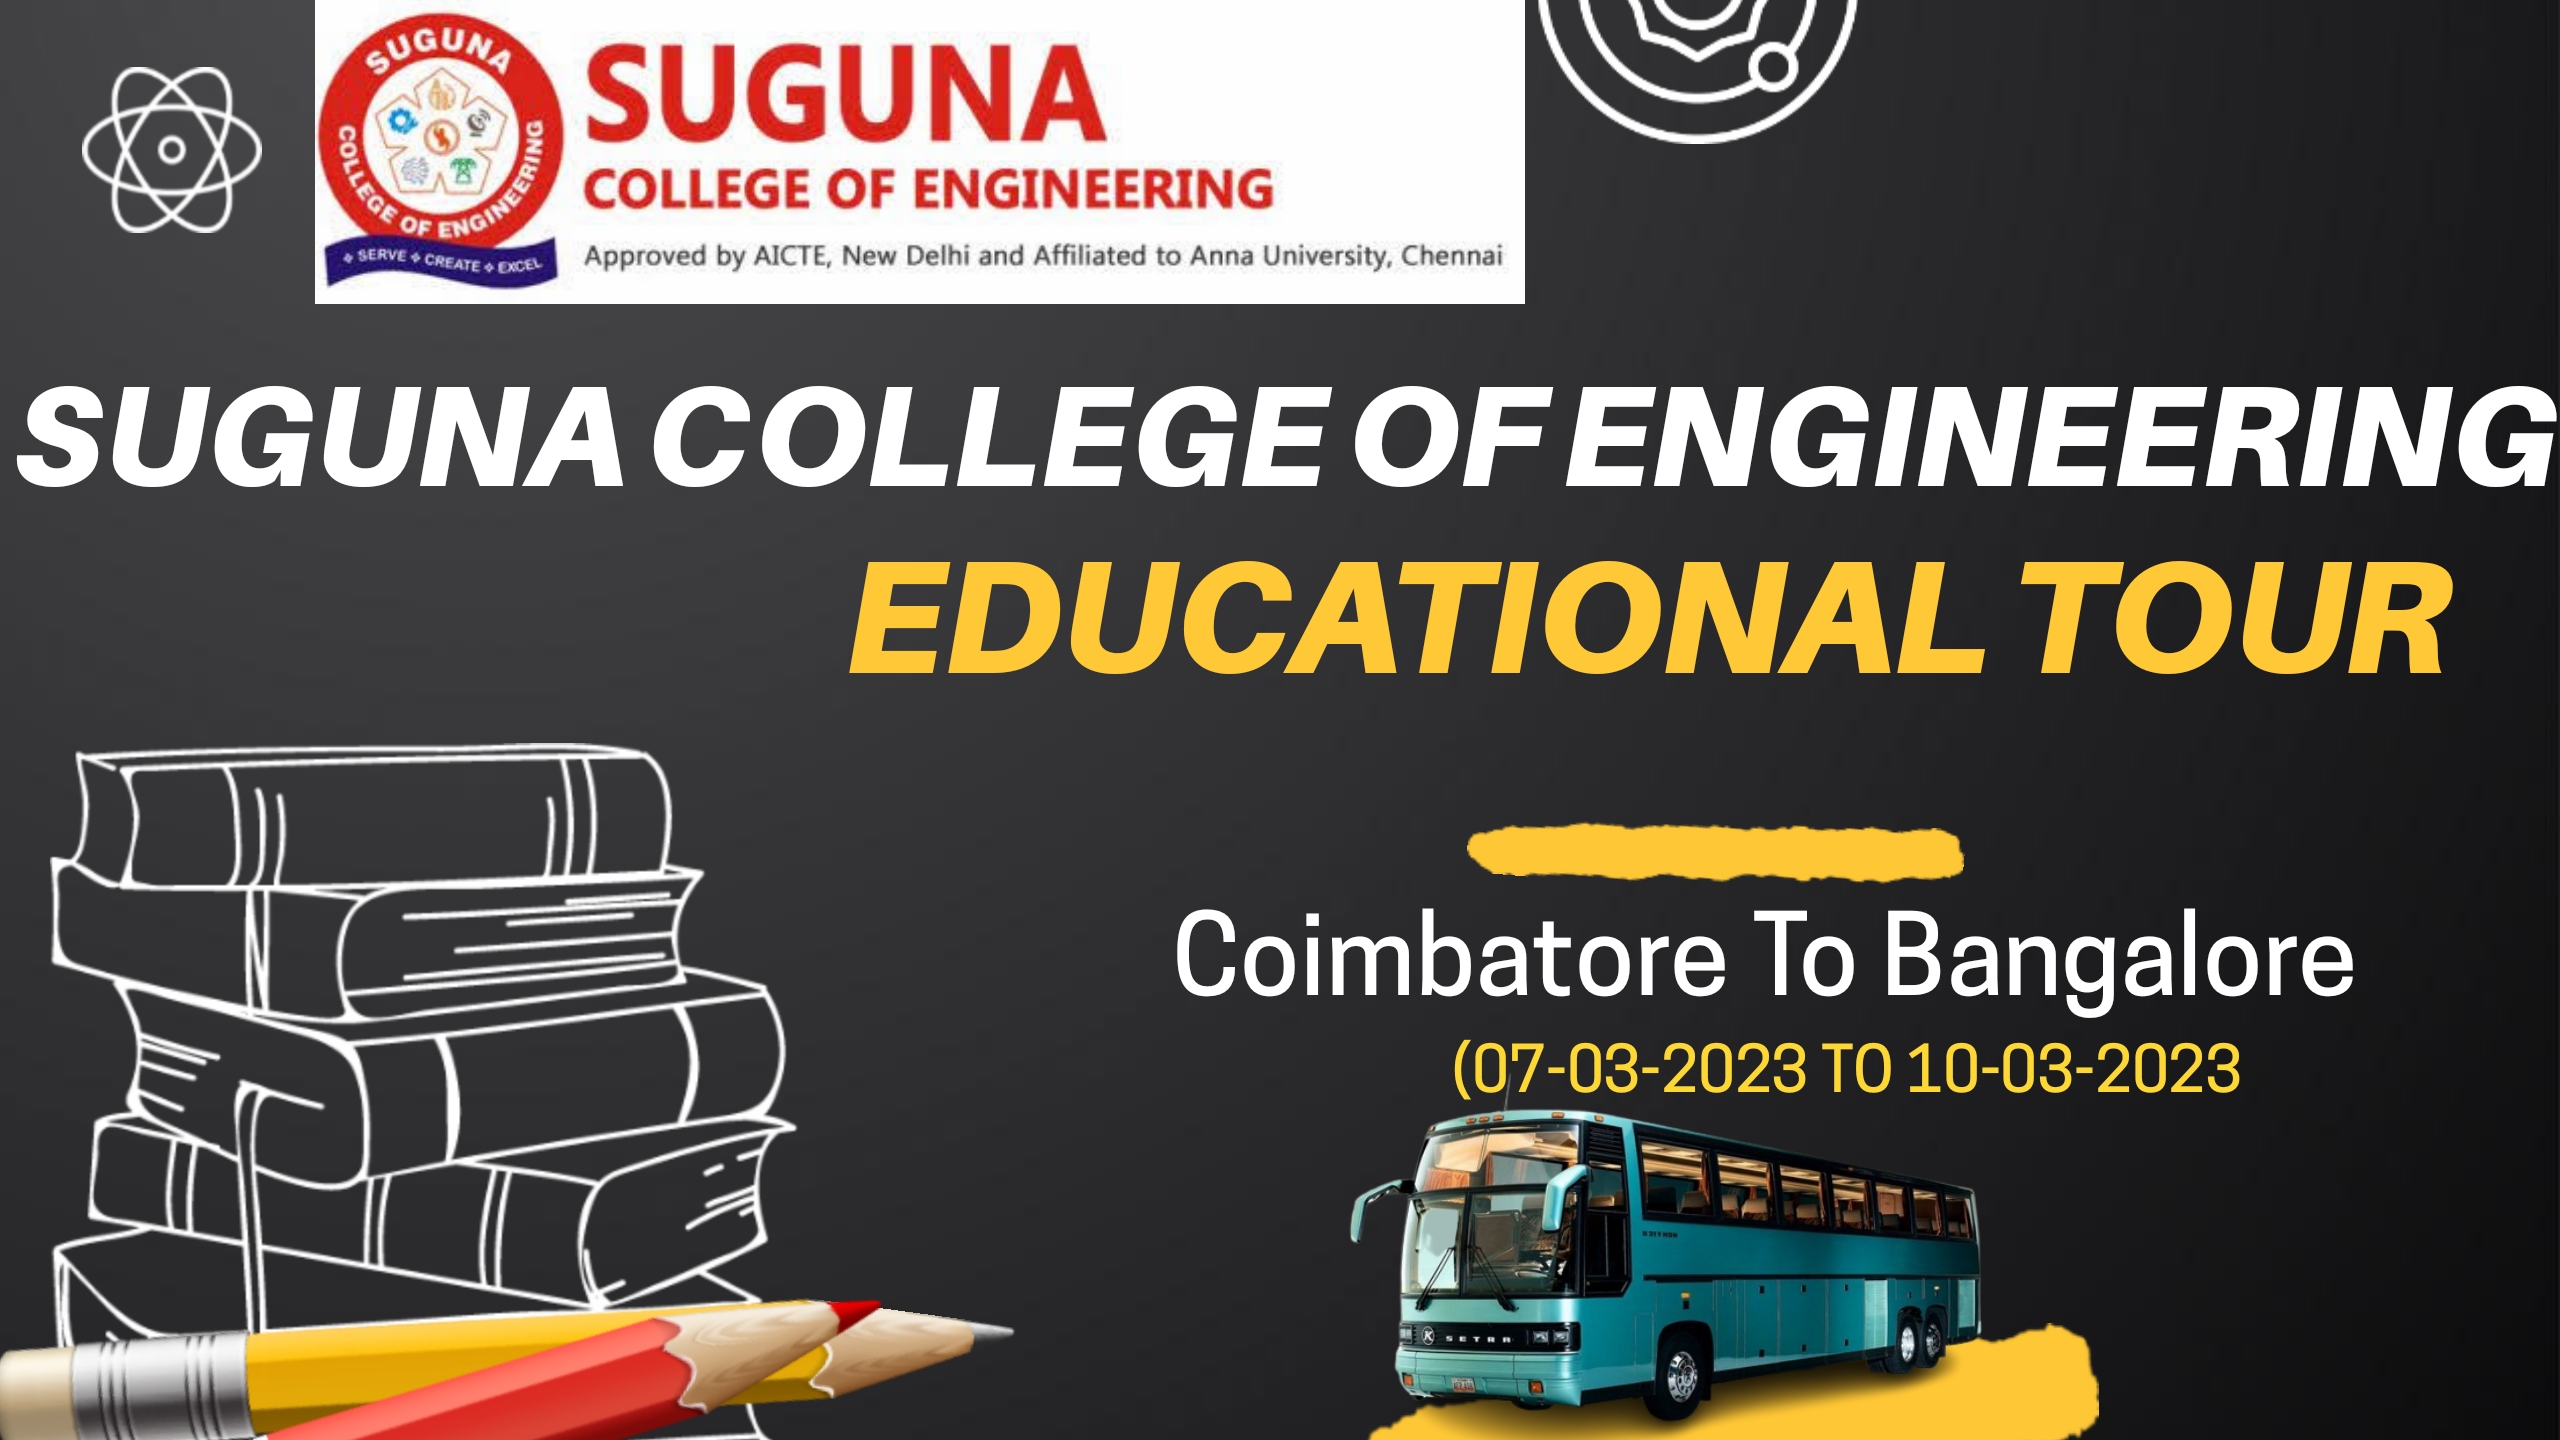 SUGUNA
COLLEGE OF ENGINEERING
SERVE CREATE EXCEL
SUGUNA
COLLEGE OF ENGINEERING
Approved by AICTE, New Delhi and Affiliated to Anna University, Chennai
SUGUNA COLLEGE OF ENGINEERING
EDUCATIONAL TOUR
Coimbatore To Bangalore
(07-03-2023 TO 10-03-2023
SETRA